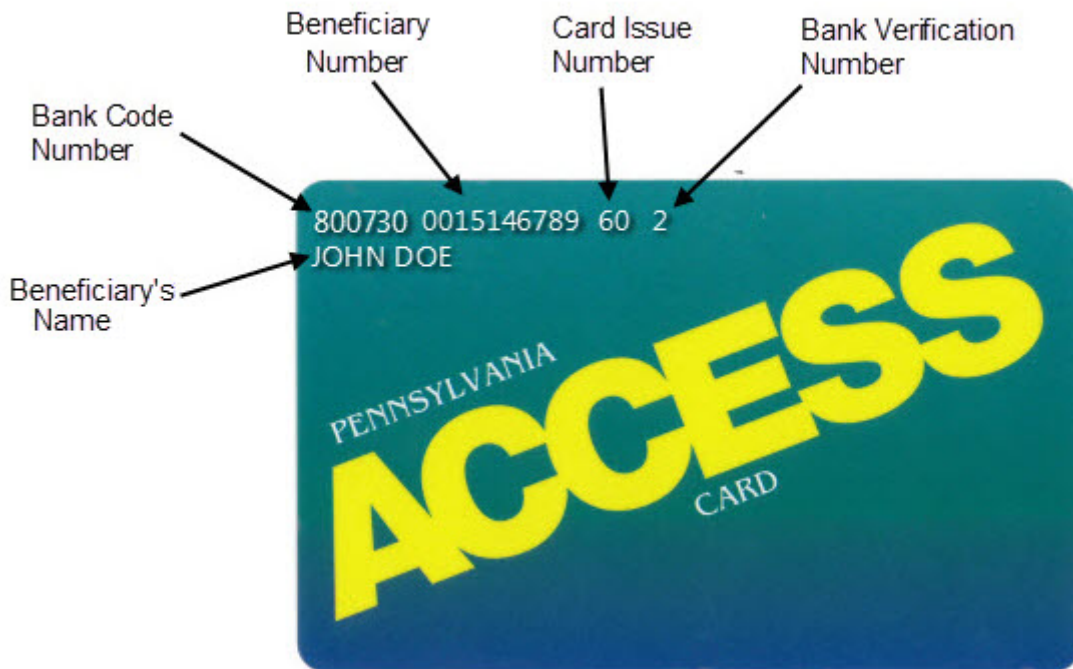 Beneficiary
Number
Card Issue
Number
Bank Verification
Number
Bank Code
Number
800730 0015146789 60 2
JOHN DOE
Beneficiary's
Name
PENNSYLVANIA
ACCESS
CARD